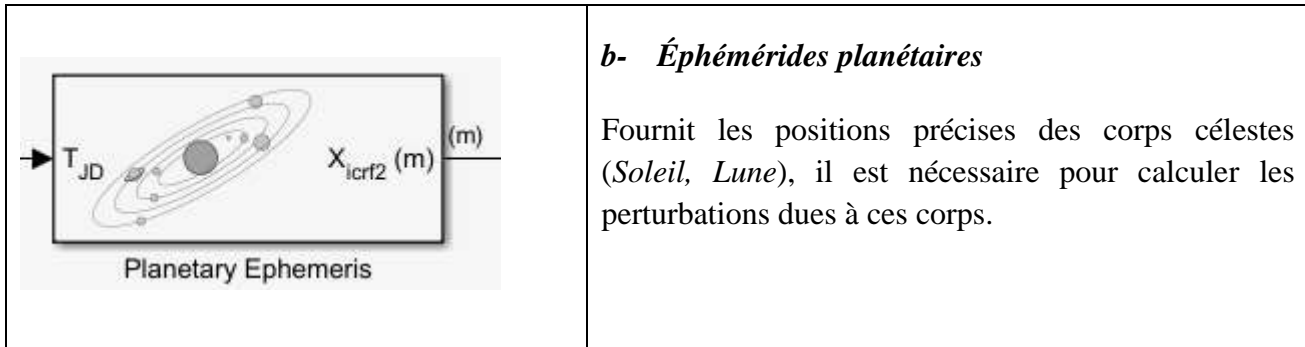 T_JD
X_icrf2 (m)
(m)
Planetary Ephemeris
b- Éphémérides planétaires
Fournit les positions précises des corps célestes
(Soleil, Lune), il est nécessaire pour calculer les
perturbations dues à ces corps.